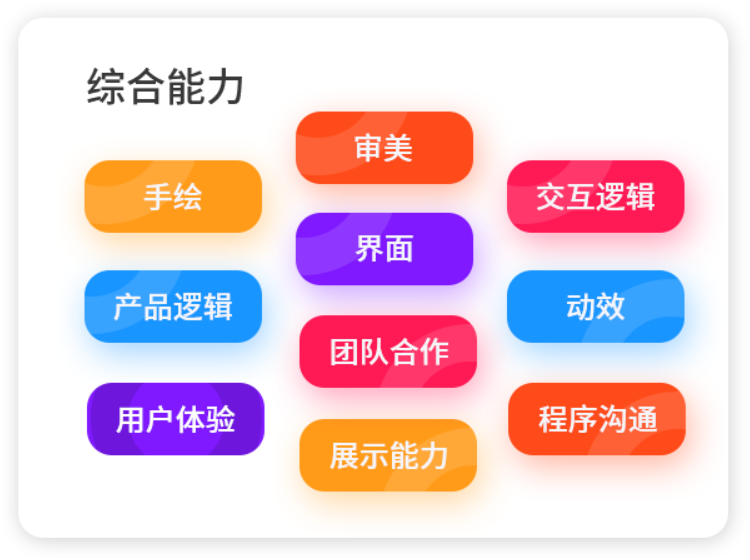 综合能力
审美
手绘
交互逻辑
界面
产品逻辑
动效
团队合作
用户体验
程序沟通
展示能力